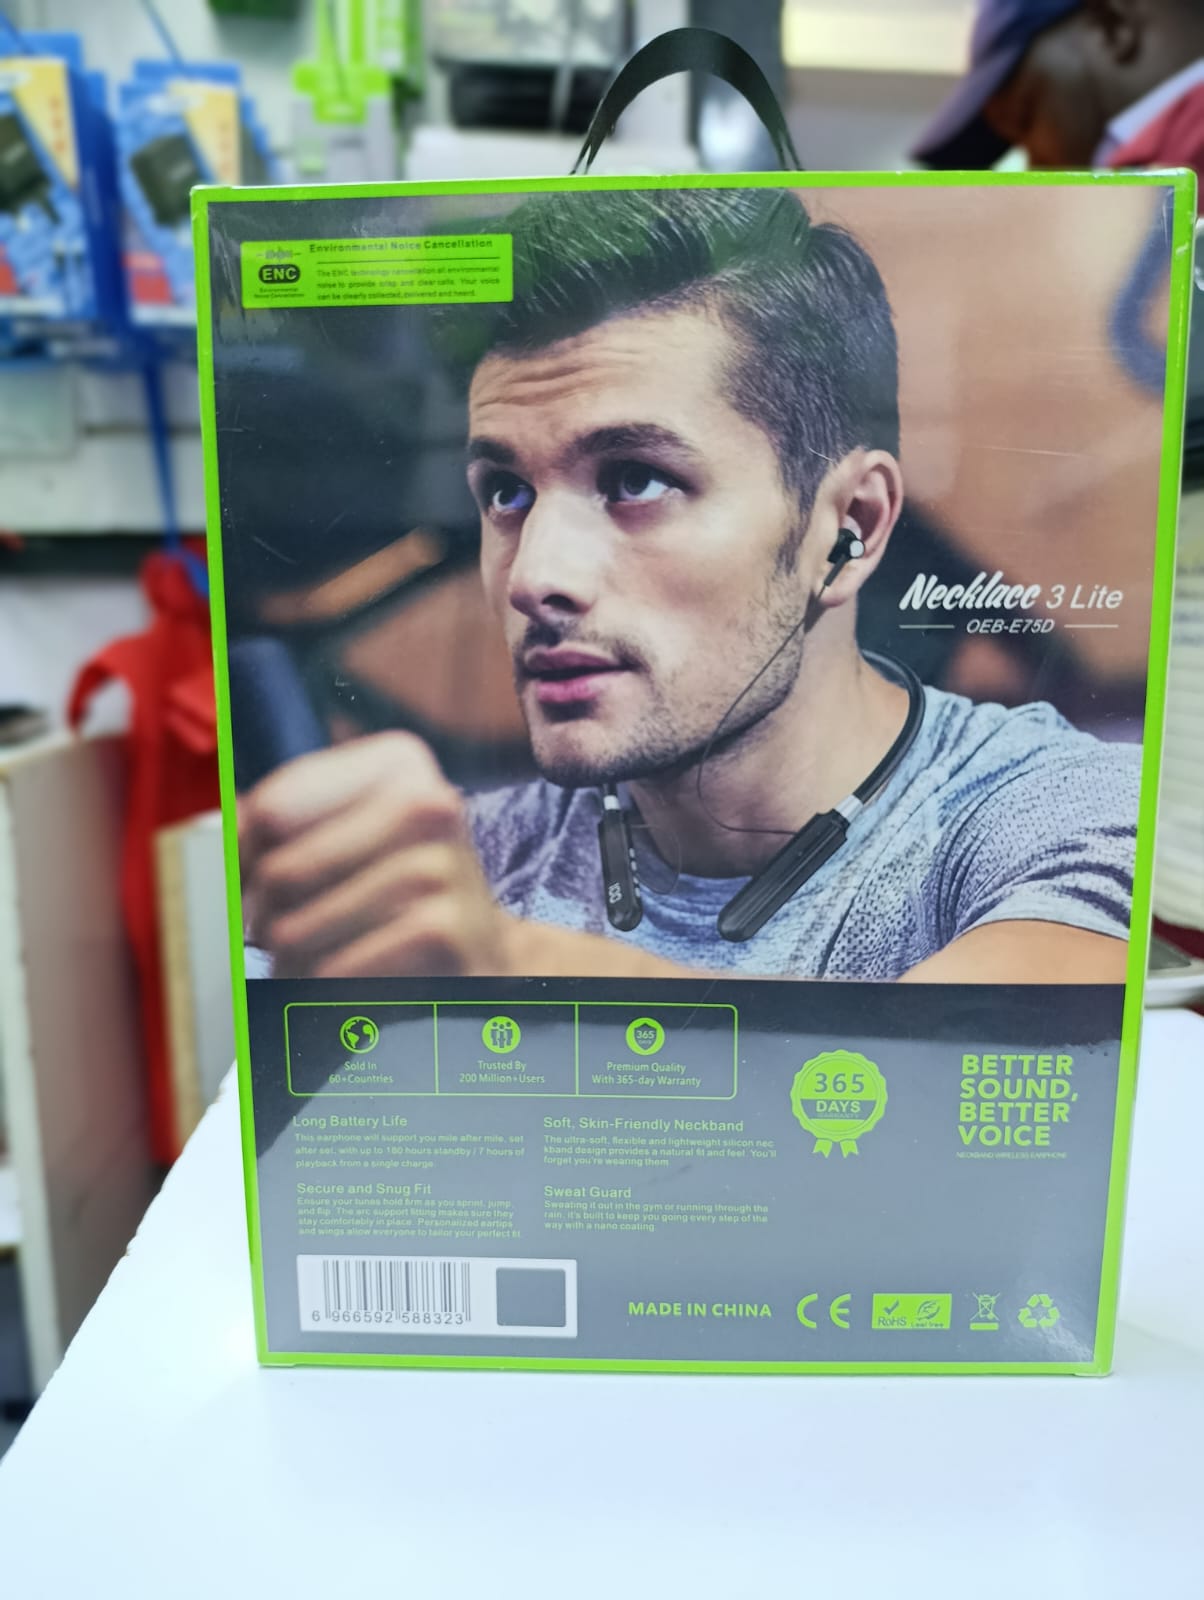 Environmental Noice Cancellation
ENC
Environmental
Noice Cancellation
The ENC technology cancellation all environmental
noise to provide crisp and clear calls. Your voice
can be clearly collected, delivered and heard.
Necklacc 3 Lite
OEB-E75D
100
Sold In
60+Countries
Trusted By
200 Million+Users
365
DAYS
Premium Quality
With 365-day Warranty
365
DAYS
WARRANTY
BETTER
SOUND,
BETTER
VOICE
NECKBAND WIRELESS EARPHONE
Long Battery Life
This earphone will support you mile after mile, set
after set, with up to 180 hours standby / 7 hours of
playback from a single charge.
Soft, Skin-Friendly Neckband
The ultra-soft, flexible and lightweight silicon nec
kband design provides a natural fit and feel. You'll
forget you're wearing them
Secure and Snug Fit
Ensure your tunes hold firm as you sprint, jump,
and flip. The arc support fitting makes sure they
stay comfortably in place. Personalized eartips
and wings allow everyone to tailor your perfect fit.
Sweat Guard
Sweating it out in the gym or running through the
rain, it's built to keep you going every step of the
way with a nano coating
6 966592 588323
MADE IN CHINA
CE
RoHS
Lead free